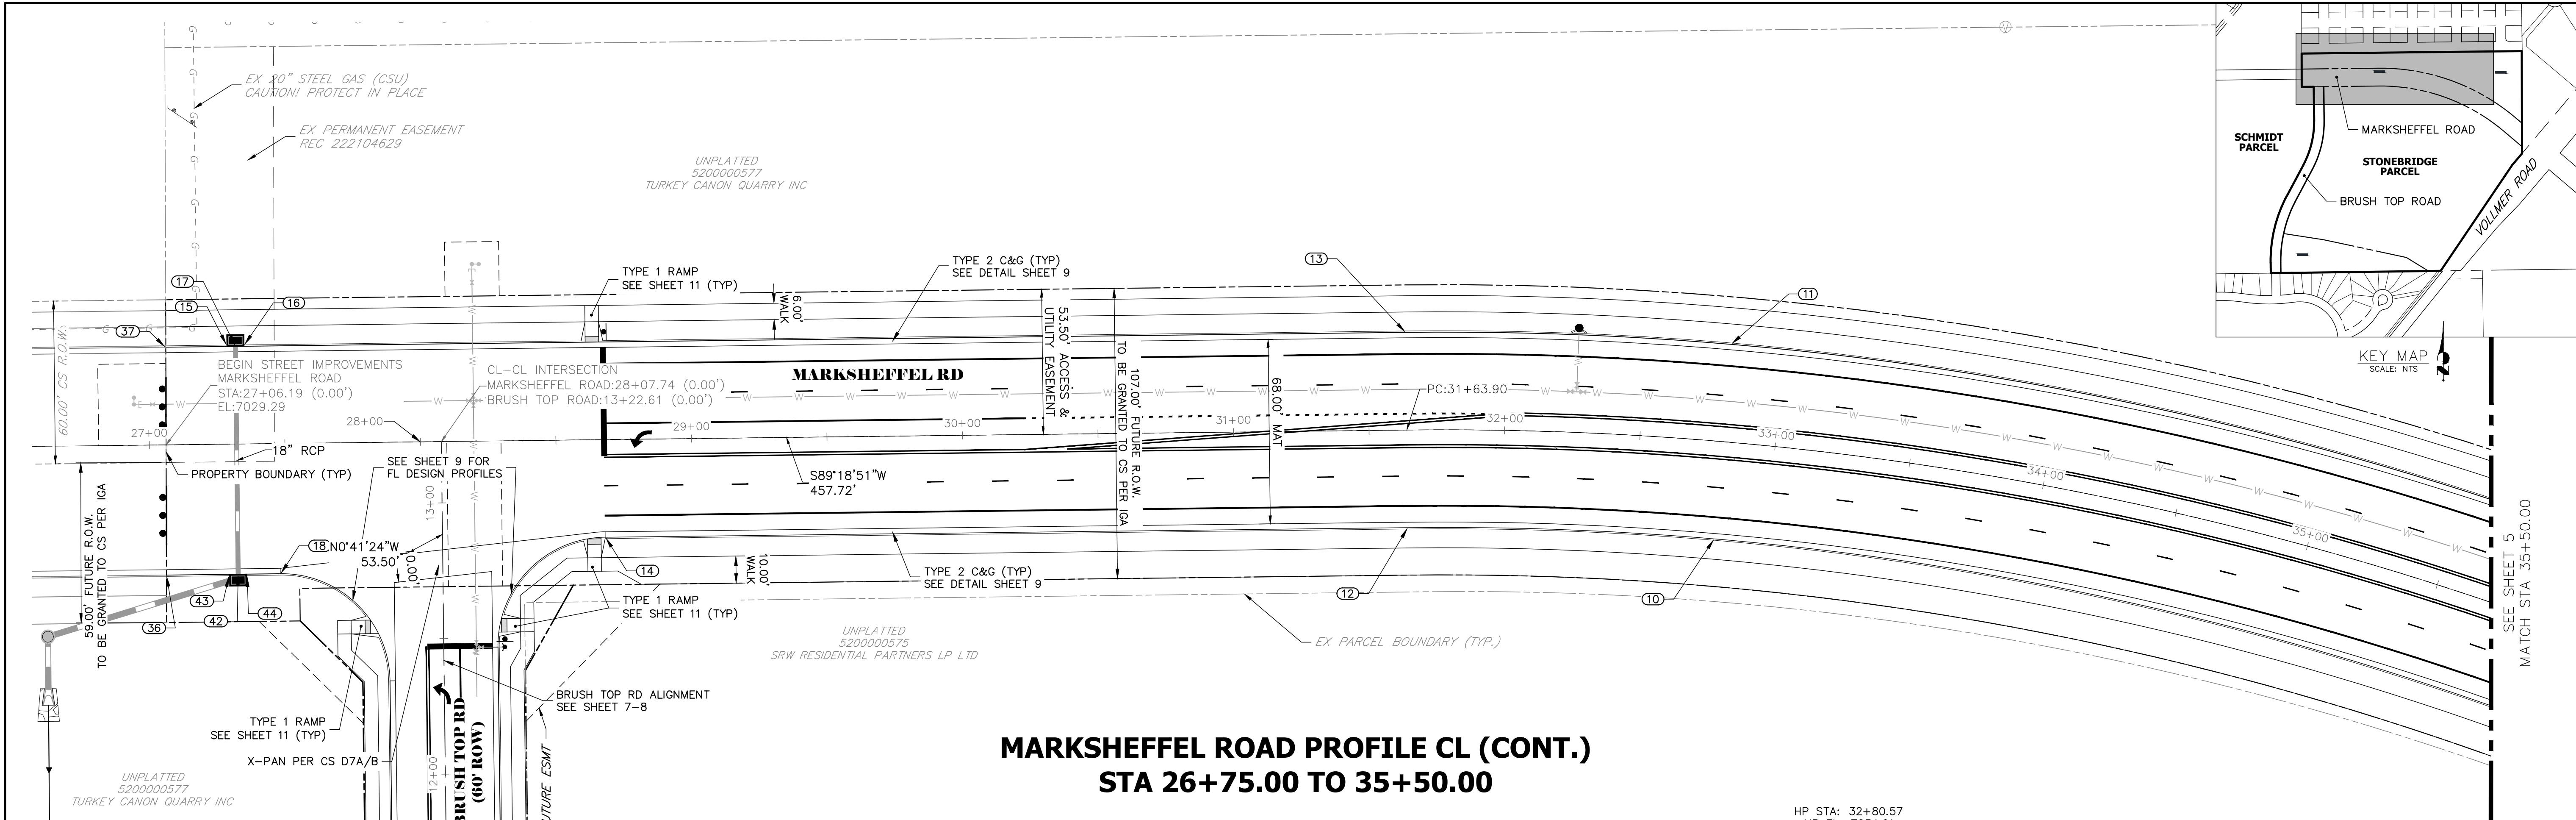 EX 20" STEEL GAS (CSU)
CAUTION! PROTECT IN PLACE
EX PERMANENT EASEMENT
REC 222104629
UNPLATTED
5200000577
TURKEY CANON QUARRY INC
SCHMIDT
PARCEL
MARKSHEFFEL ROAD
STONEBRIDGE
PARCEL
BRUSH TOP ROAD
VOLLMER ROAD
KEY MAP
SCALE: NTS
N
17
15
16
37
TYPE 1 RAMP
SEE SHEET 11 (TYP)
6.00'
WALK
TYPE 2 C&G (TYP)
SEE DETAIL SHEET 9
13
11
60.00' CS R.O.W.
BEGIN STREET IMPROVEMENTS
MARKSHEFFEL ROAD
STA:27+06.19 (0.00')
EL:7029.29
CL-CL INTERSECTION
MARKSHEFFEL ROAD:28+07.74 (0.00')
BRUSH TOP ROAD:13+22.61 (0.00')
MARKSHEFFEL RD
53.50' ACCESS &
UTILITY EASEMENT
107.00' FUTURE R.O.W.
TO BE GRANTED TO CS PER IGA
68.00' MAT
PC:31+63.90
27+00
28+00
29+00
30+00
31+00
32+00
33+00
34+00
35+00
18" RCP
PROPERTY BOUNDARY (TYP)
SEE SHEET 9 FOR
FL DESIGN PROFILES
S89°18'51"W
457.72'
13+00
59.00' FUTURE R.O.W.
TO BE GRANTED TO CS PER IGA
18
N0°41'24"W
53.50'
14
10.00'
WALK
TYPE 2 C&G (TYP)
SEE DETAIL SHEET 9
12
10
43
44
42
36
TYPE 1 RAMP
SEE SHEET 11 (TYP)
UNPLATTED
5200000575
SRW RESIDENTIAL PARTNERS LP LTD
EX PARCEL BOUNDARY (TYP.)
SEE SHEET 5
MATCH STA 35+50.00
BRUSH TOP RD ALIGNMENT
SEE SHEET 7-8
TYPE 1 RAMP
SEE SHEET 11 (TYP)
X-PAN PER CS D7A/B
12+00
BRUSH TOP RD
(60' ROW)
ESMT
UNPLATTED
5200000577
TURKEY CANON QUARRY INC
MARKSHEFFEL ROAD PROFILE CL (CONT.)
STA 26+75.00 TO 35+50.00
HP STA: 32+80.57